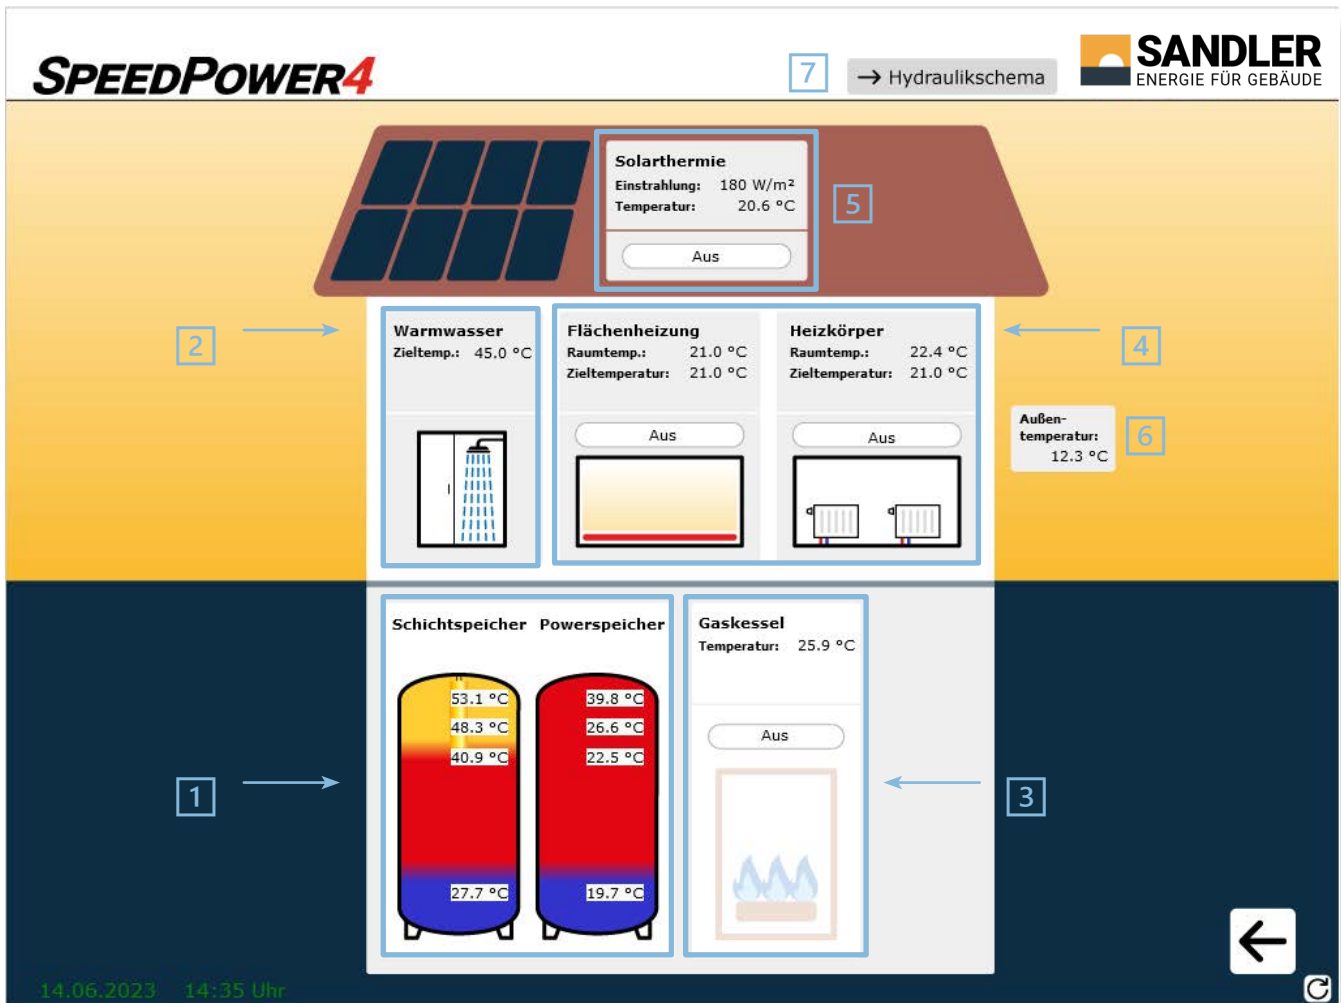 SPEEDPOWER4
7
→ Hydraulikschema
SANDLER
ENERGIE FÜR GEBÄUDE
Solarthermie
Einstrahlung: 180 W/m²
Temperatur: 20.6 °C
Aus
5
2
Warmwasser
Zieltemp.: 45.0 °C
Flächenheizung
Raumtemp.: 21.0 °C
Zieltemperatur: 21.0 °C
Aus
Heizkörper
Raumtemp.: 22.4 °C
Zieltemperatur: 21.0 °C
Aus
4
Außen-
temperatur:
12.3 °C
6
1
Schichtspeicher
53.1 °C
48.3 °C
40.9 °C
27.7 °C
Powerspeicher
39.8 °C
26.6 °C
22.5 °C
19.7 °C
Gaskessel
Temperatur: 25.9 °C
Aus
3
14.06.2023 14:35 Uhr